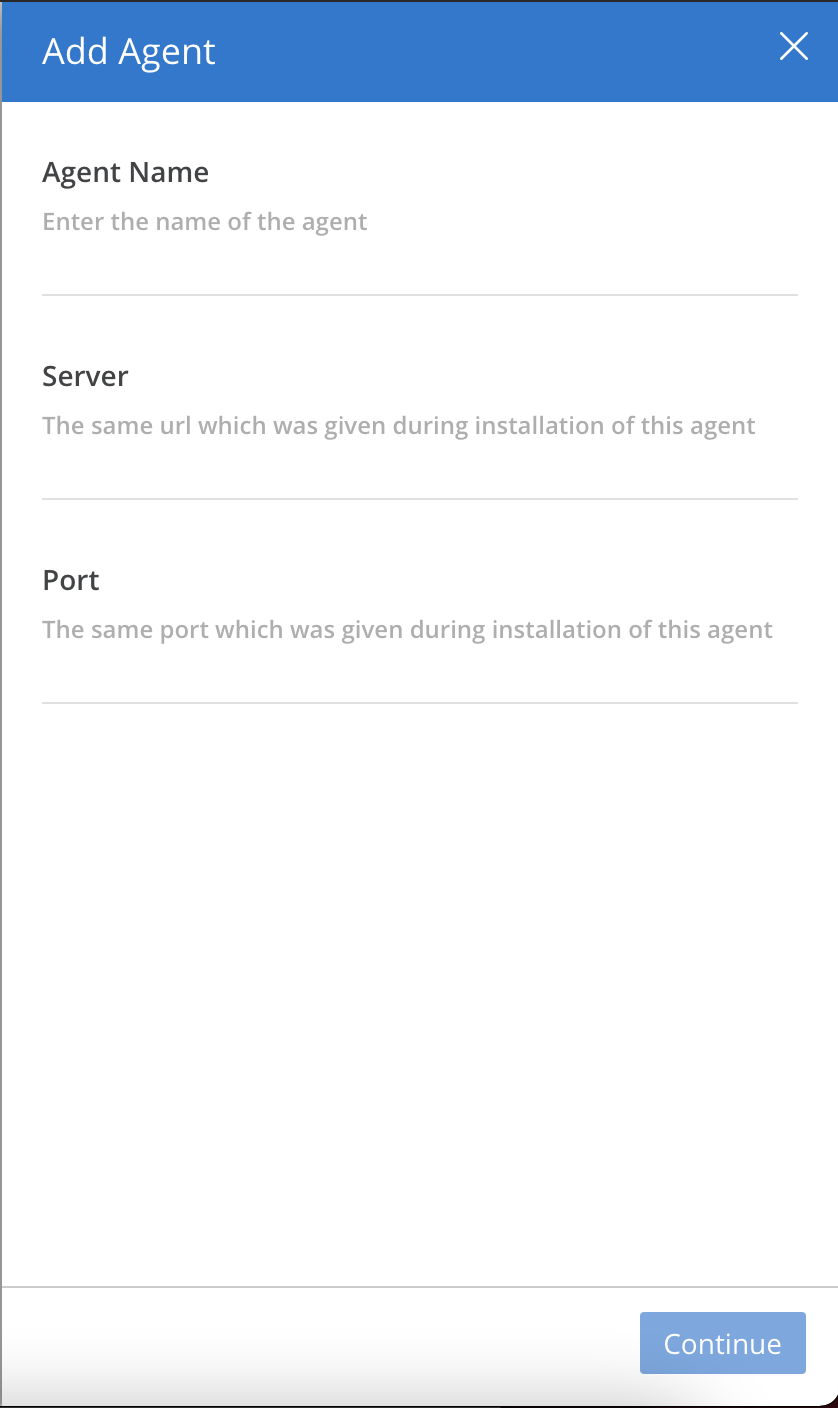 Add Agent
Agent Name
Enter the name of the agent
Server
The same url which was given during installation of this agent
Port
The same port which was given during installation of this agent
Continue